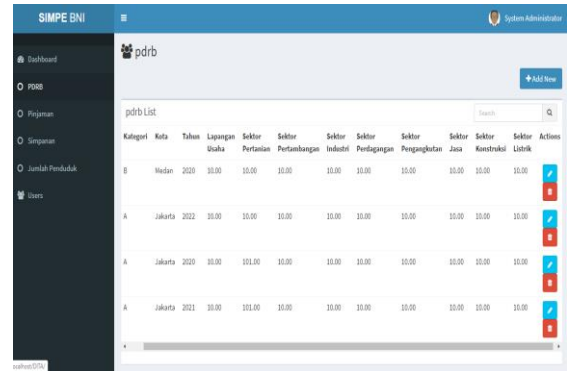 SIMPE BNI
System Administrator
Dashboard
PDRB
Pinjaman
Simpanan
Jumlah Penduduk
Users
pdrb
Add New
pdrb List
Search
Kategori Kota Tahun Lapangan Usaha Sektor Pertanian Sektor Pertambangan Sektor Industri Sektor Perdagangan Sektor Pengangkutan Sektor Jasa Sektor Konstruksi Sektor Listrik Actions
B Medan 2020 10.00 10.00 10.00 10.00 10.00 10.00 10.00 10.00 10.00
A Jakarta 2022 10.00 10.00 10.00 10.00 10.00 10.00 10.00 10.00 10.00
A Jakarta 2020 10.00 101.00 10.00 10.00 10.00 10.00 10.00 10.00 10.00
A Jakarta 2021 10.00 101.00 10.00 10.00 10.00 10.00 10.00 10.00 10.00